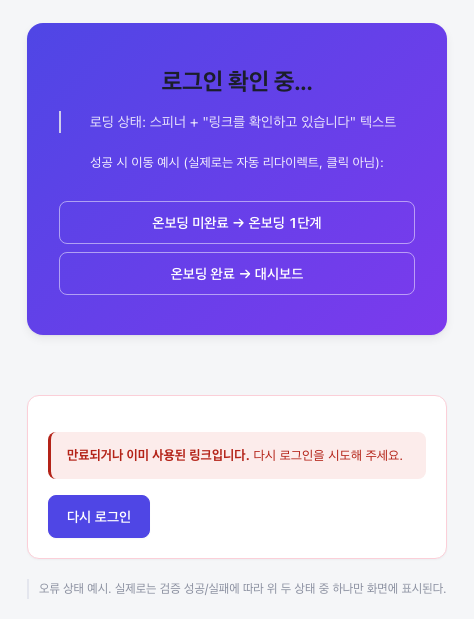 로그인 확인 중...
로딩 상태: 스피너 + "링크를 확인하고 있습니다" 텍스트
성공 시 이동 예시 (실제로는 자동 리다이렉트, 클릭 아님):
온보딩 미완료 → 온보딩 1단계
온보딩 완료 → 대시보드
만료되거나 이미 사용된 링크입니다. 다시 로그인을 시도해 주세요.
다시 로그인
오류 상태 예시. 실제로는 검증 성공/실패에 따라 위 두 상태 중 하나만 화면에 표시된다.